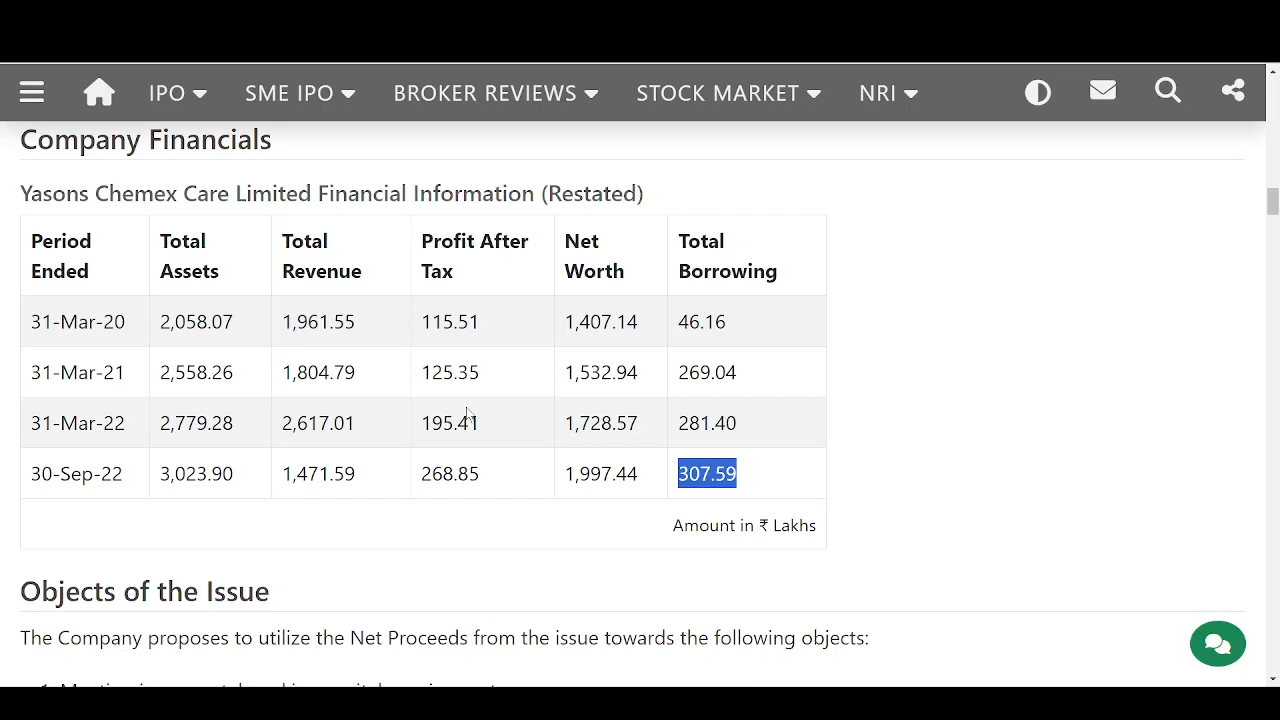 IPO SME IPO BROKER REVIEWS STOCK MARKET NRI
Company Financials
Yasons Chemex Care Limited Financial Information (Restated)
Period Ended Total Assets Total Revenue Profit After Tax Net Worth Total Borrowing
31-Mar-20 2,058.07 1,961.55 115.51 1,407.14 46.16
31-Mar-21 2,558.26 1,804.79 125.35 1,532.94 269.04
31-Mar-22 2,779.28 2,617.01 195.41 1,728.57 281.40
30-Sep-22 3,023.90 1,471.59 268.85 1,997.44 307.59
Amount in ₹ Lakhs
Objects of the Issue
The Company proposes to utilize the Net Proceeds from the issue towards the following objects: